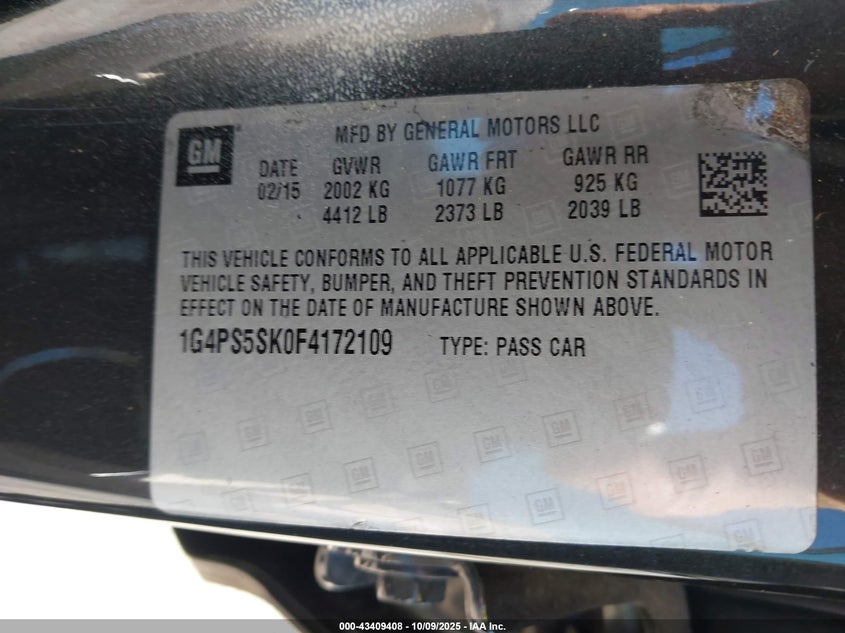 GM
MFD BY GENERAL MOTORS LLC
DATE GVWR GAWR FRT GAWR RR
02/15 2002 KG 1077 KG 925 KG
4412 LB 2373 LB 2039 LB
THIS VEHICLE CONFORMS TO ALL APPLICABLE U.S. FEDERAL MOTOR
VEHICLE SAFETY, BUMPER, AND THEFT PREVENTION STANDARDS IN
EFFECT ON THE DATE OF MANUFACTURE SHOWN ABOVE.
1G4PS5SK0F4172109 TYPE: PASS CAR
000-43409408 - 10/09/2025 - IAA Inc.